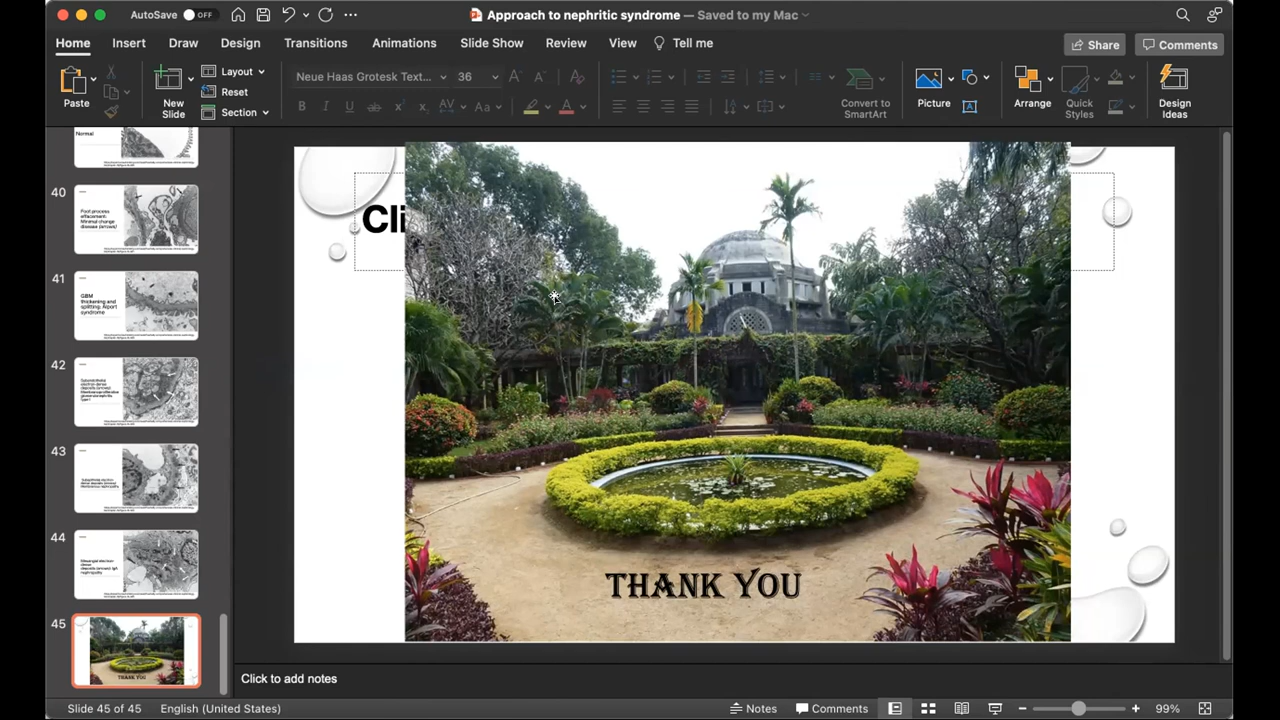 AutoSave OFF
Approach to nephritic syndrome — Saved to my Mac
Home Insert Draw Design Transitions Animations Slide Show Review View Tell me
Share Comments
Paste
New Slide
Layout
Reset
Section
Neue Haas Grotesk Text... 36
Convert to SmartArt
Picture
Arrange
Quick Styles
Design Ideas
Normal
40
Foot process
effacement:
Minimal change
disease (arrows)
41
GBM
thickening and
splitting: Alport
syndrome
42
43
44
45
THANK YOU
Cli
THANK YOU
Click to add notes
Slide 45 of 45 English (United States) Notes Comments 99%